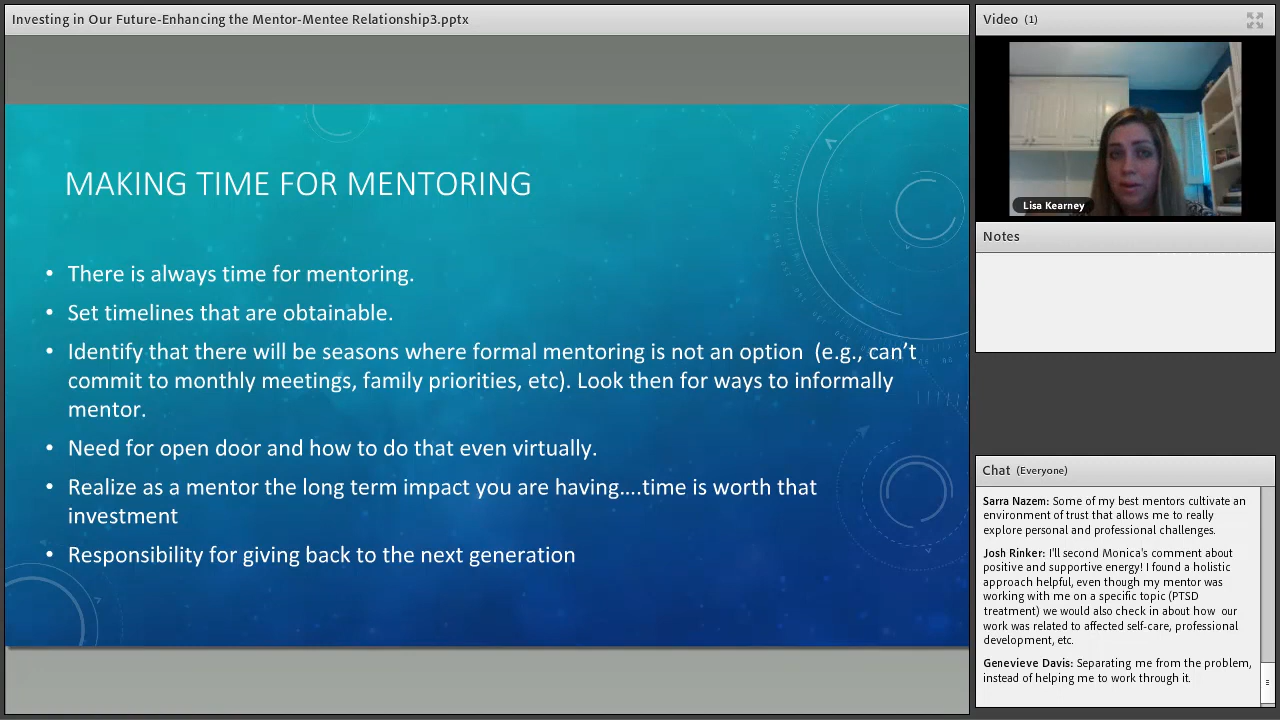 Investing in Our Future-Enhancing the Mentor-Mentee Relationship3.pptx
MAKING TIME FOR MENTORING
• There is always time for mentoring.
• Set timelines that are obtainable.
• Identify that there will be seasons where formal mentoring is not an option (e.g., can't
commit to monthly meetings, family priorities, etc). Look then for ways to informally
mentor.
• Need for open door and how to do that even virtually.
• Realize as a mentor the long term impact you are having....time is worth that
investment
• Responsibility for giving back to the next generation
Video (1)
Lisa Kearney
Notes
Chat (Everyone)
Sarra Nazem: Some of my best mentors cultivate an
environment of trust that allows me to really
explore personal and professional challenges.
Josh Rinker: I'll second Monica's comment about
positive and supportive energy! I found a holistic
approach helpful, even though my mentor was
working with me on a specific topic (PTSD
treatment) we would also check in about how our
work was related to affected self-care, professional
development, etc.
Genevieve Davis: Separating me from the problem,
instead of helping me to work through it.